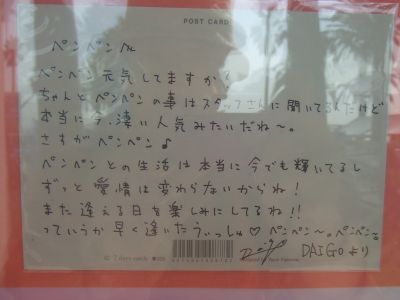 POST CARD
ペンペンへ
ペンペン元気してますか！
ちゃんとペンペンの事はスタッフさんに聞いてるんだけど
本当に今、凄い人気みたいだね〜。
さすがペンペン♪
ペンペンとの生活は本当に今でも輝いてるし
ずっと愛情は変わらないからね！
また逢える日を楽しみにしてるね！！
っていうか早く逢いたうぃっしゅ♡ペンペン〜。ペンペン
DAIGOより